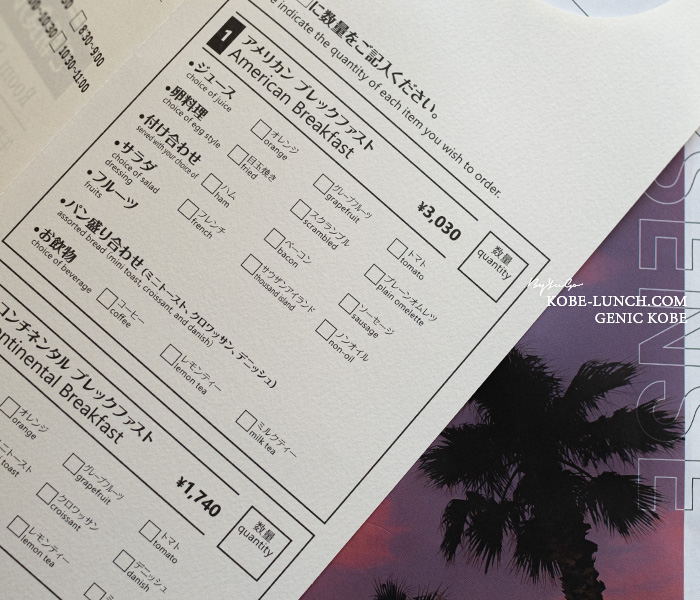 8:30~9:00
10:30~11:00
に数量をご記入ください。
e indicate the quantity of each item you wish to order.
1 アメリカン ブレックファスト
American Breakfast
¥3,030
数量
quantity
•ジュース
choice of juice
オレンジ
orange
グレープフルーツ
grapefruit
トマト
tomato
•卵料理
choice of egg style
目玉焼き
fried
スクランブル
scrambled
プレーンオムレツ
plain omelette
•付け合わせ
served with your choice of
ハム
ham
ベーコン
bacon
ソーセージ
sausage
•サラダ
choice of salad
dressing
フレンチ
french
サウザンアイランド
thousand island
ノンオイル
non-oil
•フルーツ
fruits
•パン盛り合わせ (ミニトースト、クロワッサン、デニッシュ)
assorted bread (mini toast, croissant, and danish)
•お飲物
choice of beverage
コーヒー
coffee
レモンティー
lemon tea
ミルクティー
milk tea
コンチネンタル ブレックファスト
ontinental Breakfast
¥1,740
数量
quantity
オレンジ
orange
グレープフルーツ
grapefruit
トマト
tomato
ニトースト
toast
クロワッサン
croissant
デニッシュ
danish
レモンティー
lemon tea
SENSE
KOBE-LUNCH.COM
GENIC KOBE